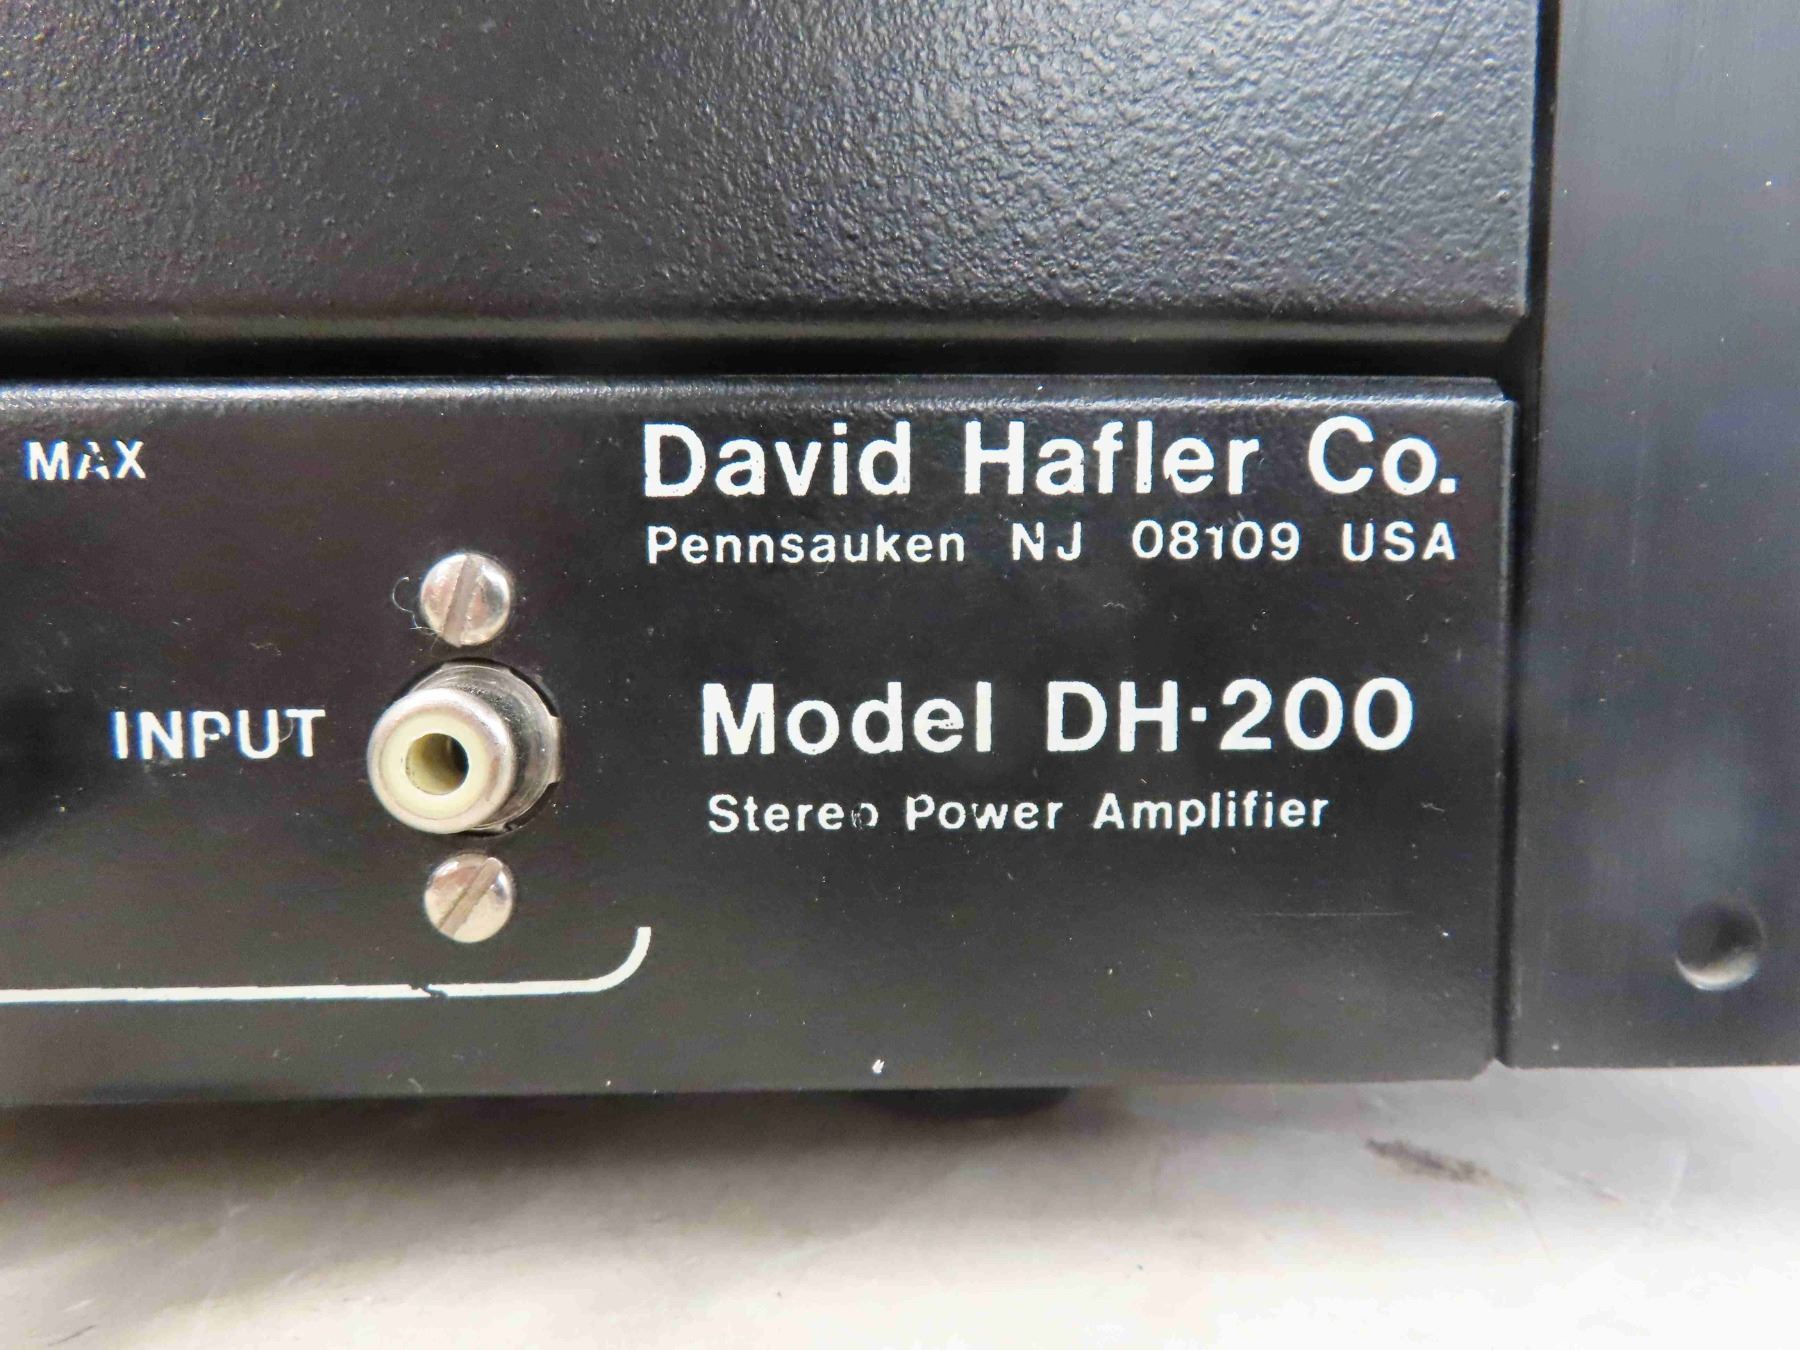 MAX
David Hafler Co.
Pennsauken NJ 08109 USA
INPUT
Model DH·200
Stereo Power Amplifier